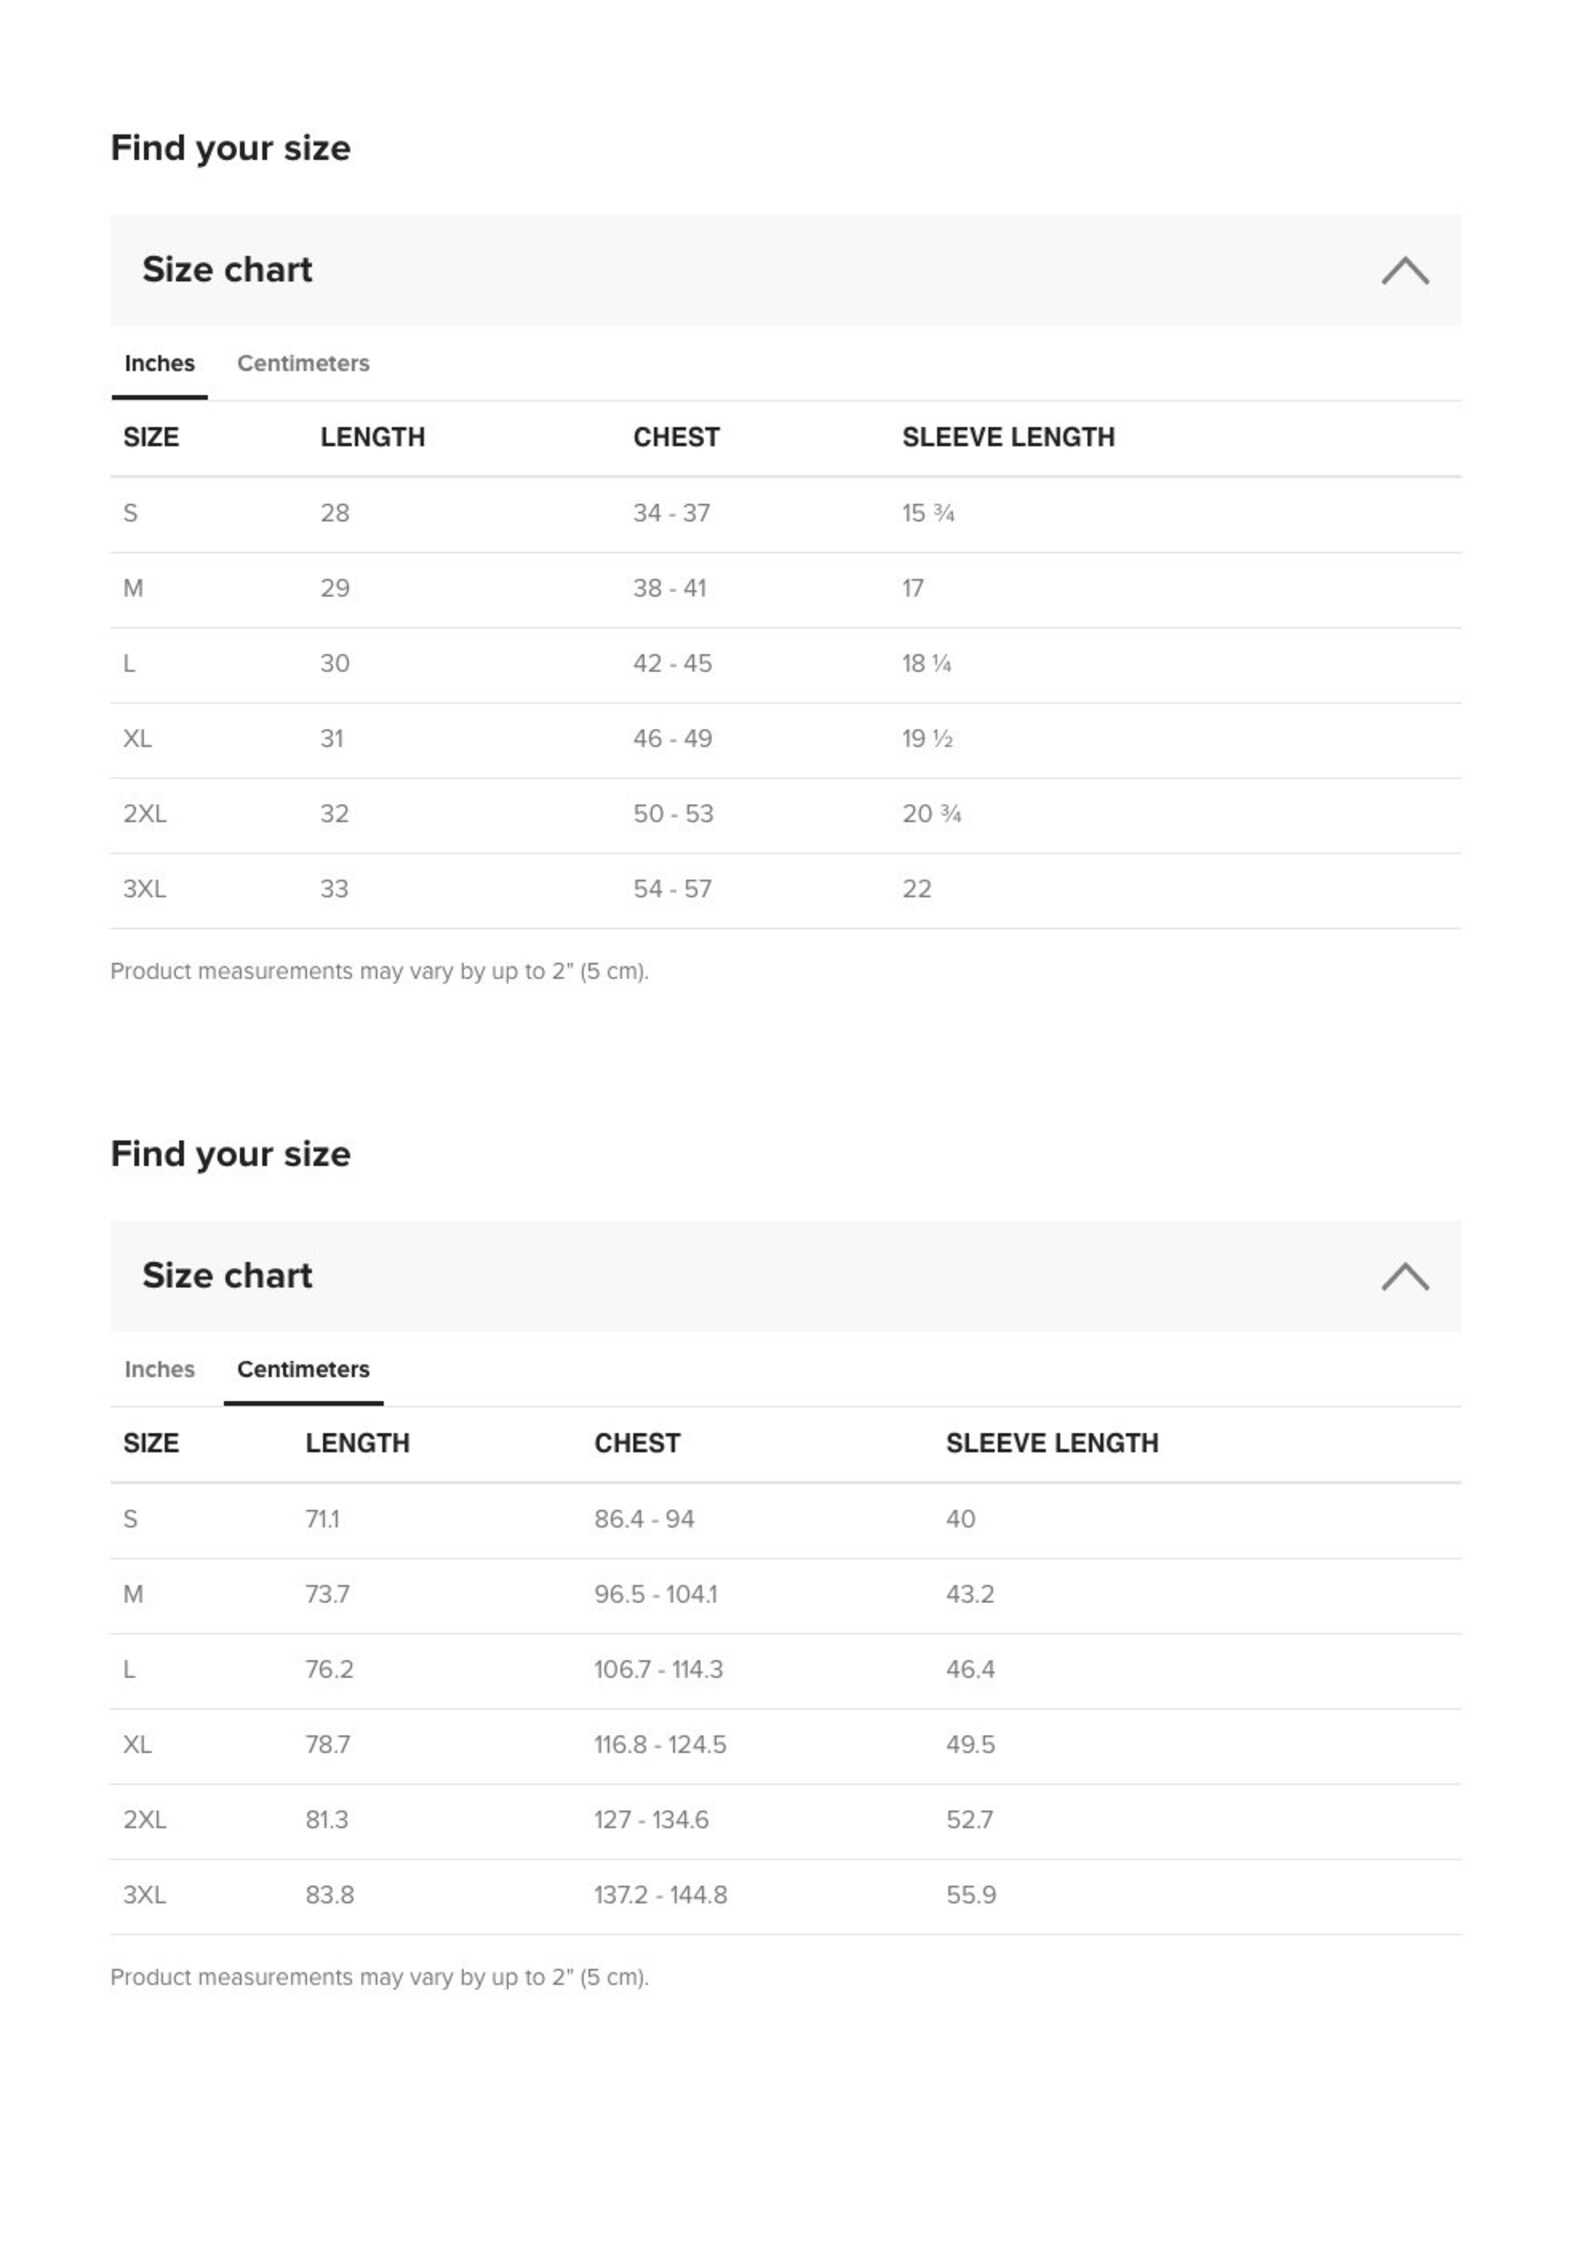 Find your size
Size chart
Inches Centimeters
SIZE LENGTH CHEST SLEEVE LENGTH
S 28 34 - 37 15 ¾
M 29 38 - 41 17
L 30 42 - 45 18 ¼
XL 31 46 - 49 19 ½
2XL 32 50 - 53 20 ¾
3XL 33 54 - 57 22
Product measurements may vary by up to 2" (5 cm).
Find your size
Size chart
Inches Centimeters
SIZE LENGTH CHEST SLEEVE LENGTH
S 71.1 86.4 - 94 40
M 73.7 96.5 - 104.1 43.2
L 76.2 106.7 - 114.3 46.4
XL 78.7 116.8 - 124.5 49.5
2XL 81.3 127 - 134.6 52.7
3XL 83.8 137.2 - 144.8 55.9
Product measurements may vary by up to 2" (5 cm).